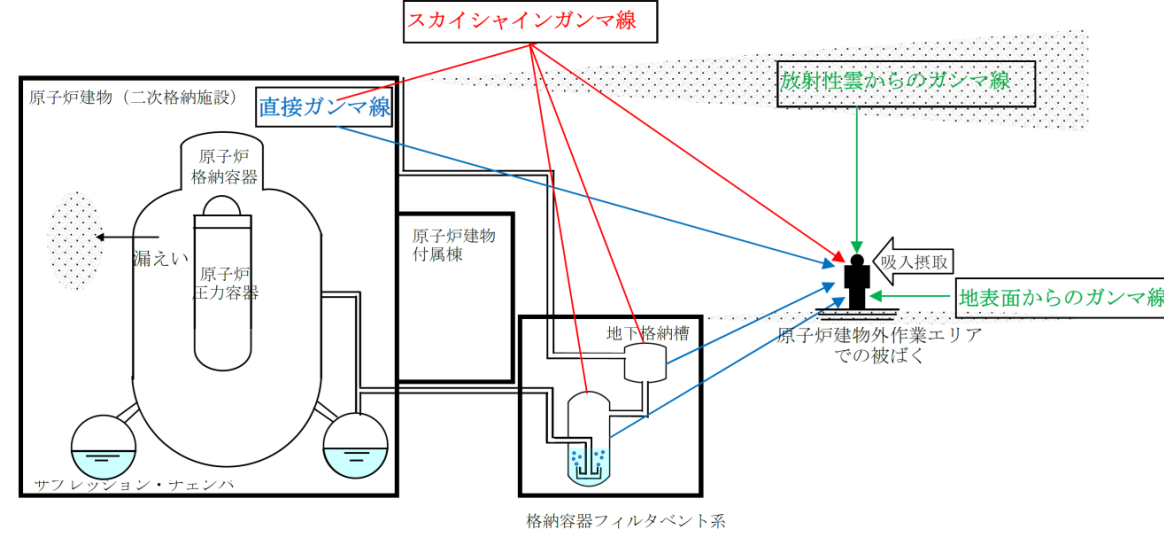 スカイシャインガンマ線
放射性雲からのガンマ線
原子炉建物（二次格納施設）
直接ガンマ線
原子炉
格納容器
漏えい
原子炉
圧力容器
原子炉建物
付属棟
吸入摂取
地表面からのガンマ線
地下格納槽
原子炉建物外作業エリア
での被ばく
サプレッション・チェンバ
格納容器フィルタベント系